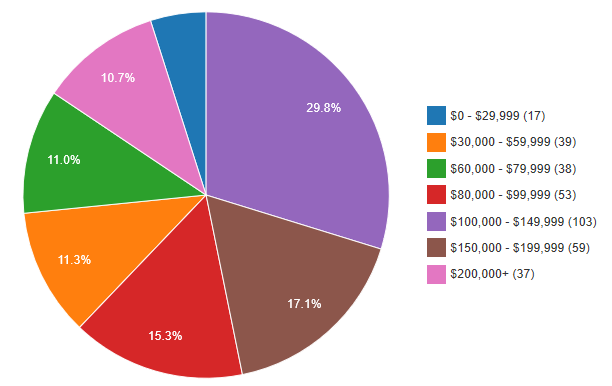 29.8%
10.7%
11.0%
11.3%
17.1%
15.3%
$0 - $29,999 (17)
$30,000 - $59,999 (39)
$60,000 - $79,999 (38)
$80,000 - $99,999 (53)
$100,000 - $149,999 (103)
$150,000 - $199,999 (59)
$200,000+ (37)